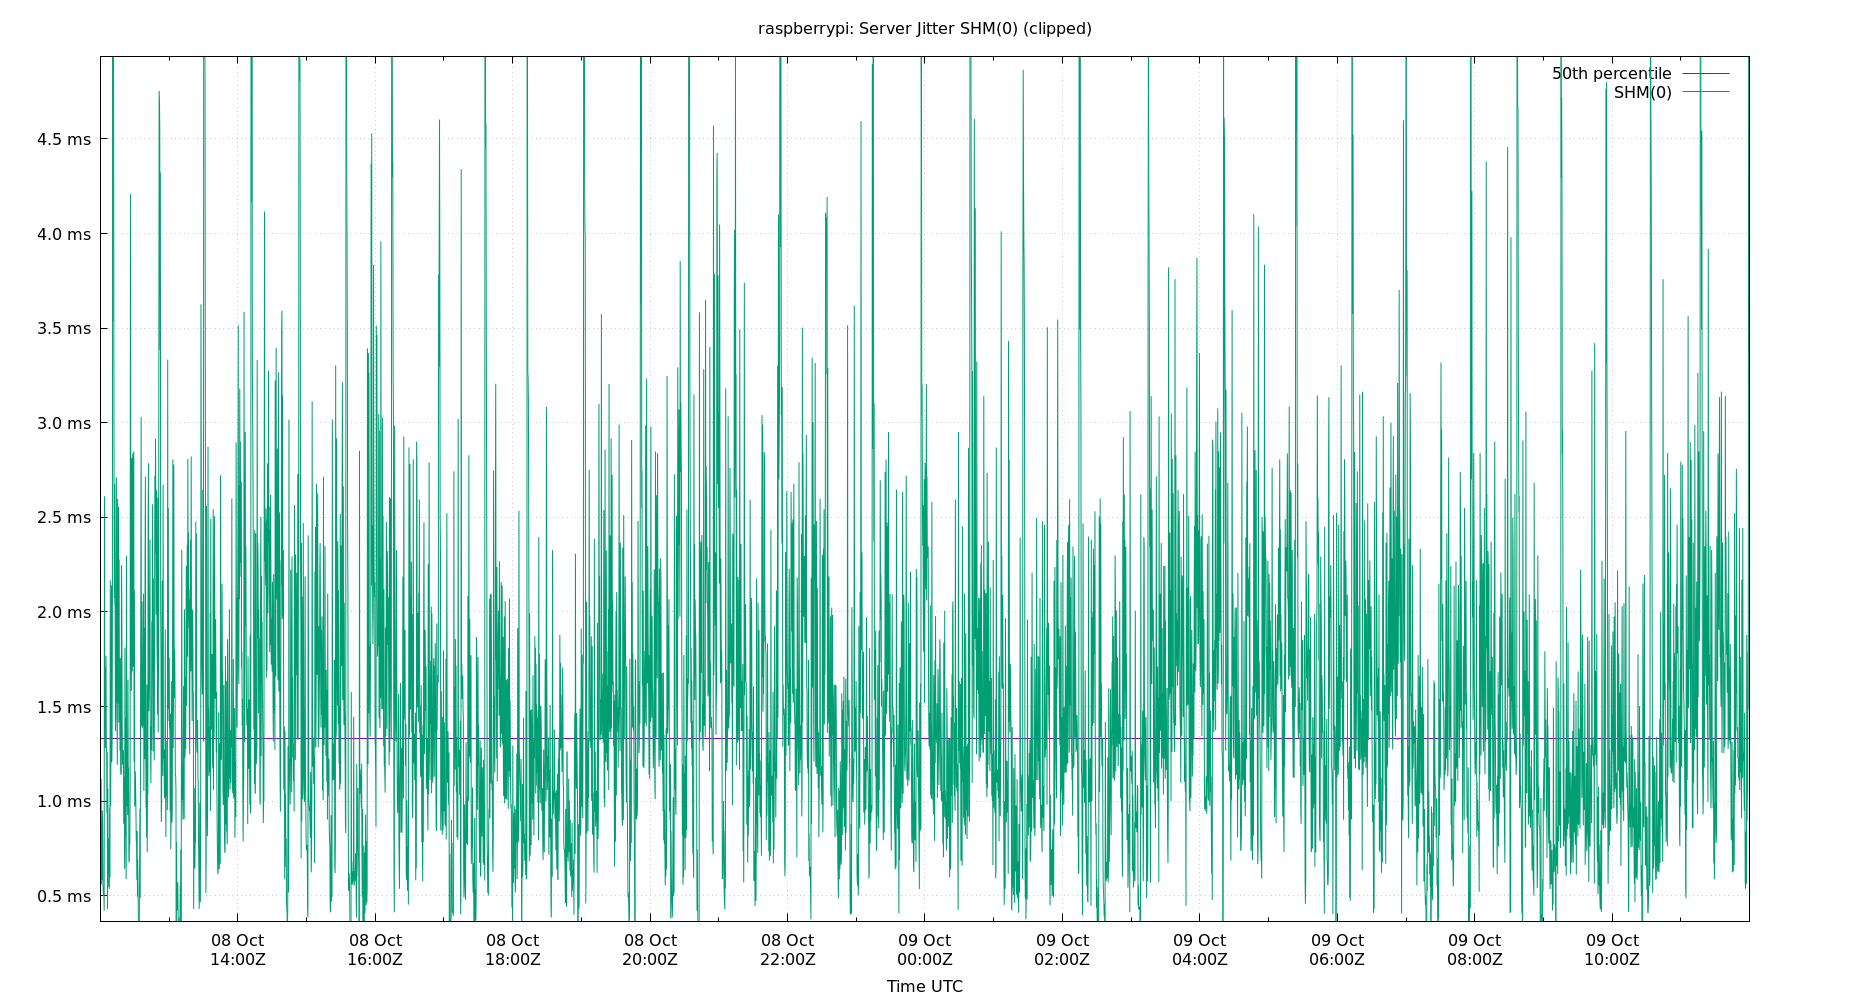 raspberrypi: Server Jitter SHM(0) (clipped)
50th percentile
SHM(0)
4.5 ms
4.0 ms
3.5 ms
3.0 ms
2.5 ms
2.0 ms
1.5 ms
1.0 ms
0.5 ms
08 Oct 08 Oct 08 Oct 08 Oct 08 Oct 09 Oct 09 Oct 09 Oct 09 Oct 09 Oct 09 Oct
14:00Z 16:00Z 18:00Z 20:00Z 22:00Z 00:00Z 02:00Z 04:00Z 06:00Z 08:00Z 10:00Z
Time UTC